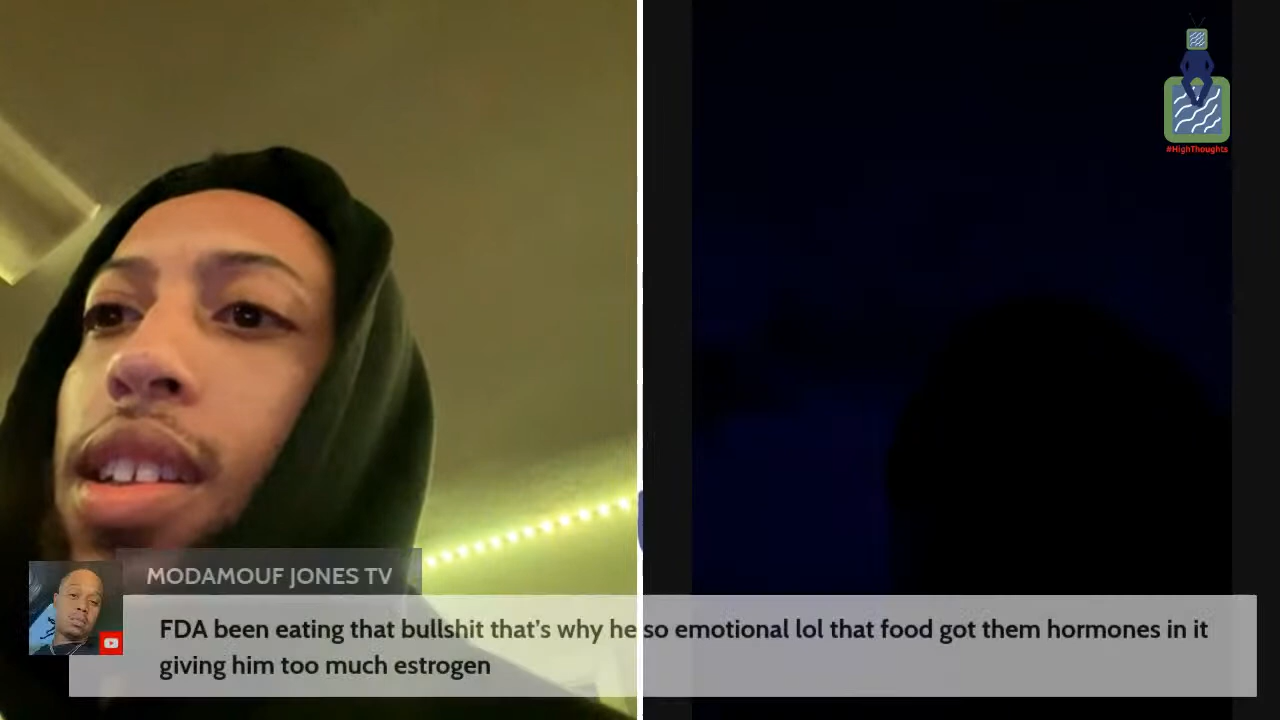 #HighThoughts
MODAMOUF JONES TV
FDA been eating that bullshit that's why he so emotional lol that food got them hormones in it
giving him too much estrogen